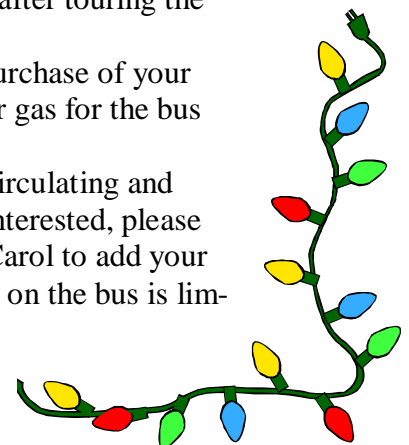 after touring the
urchase of your
r gas for the bus
irculating and
nterested, please
Carol to add your
on the bus is lim-